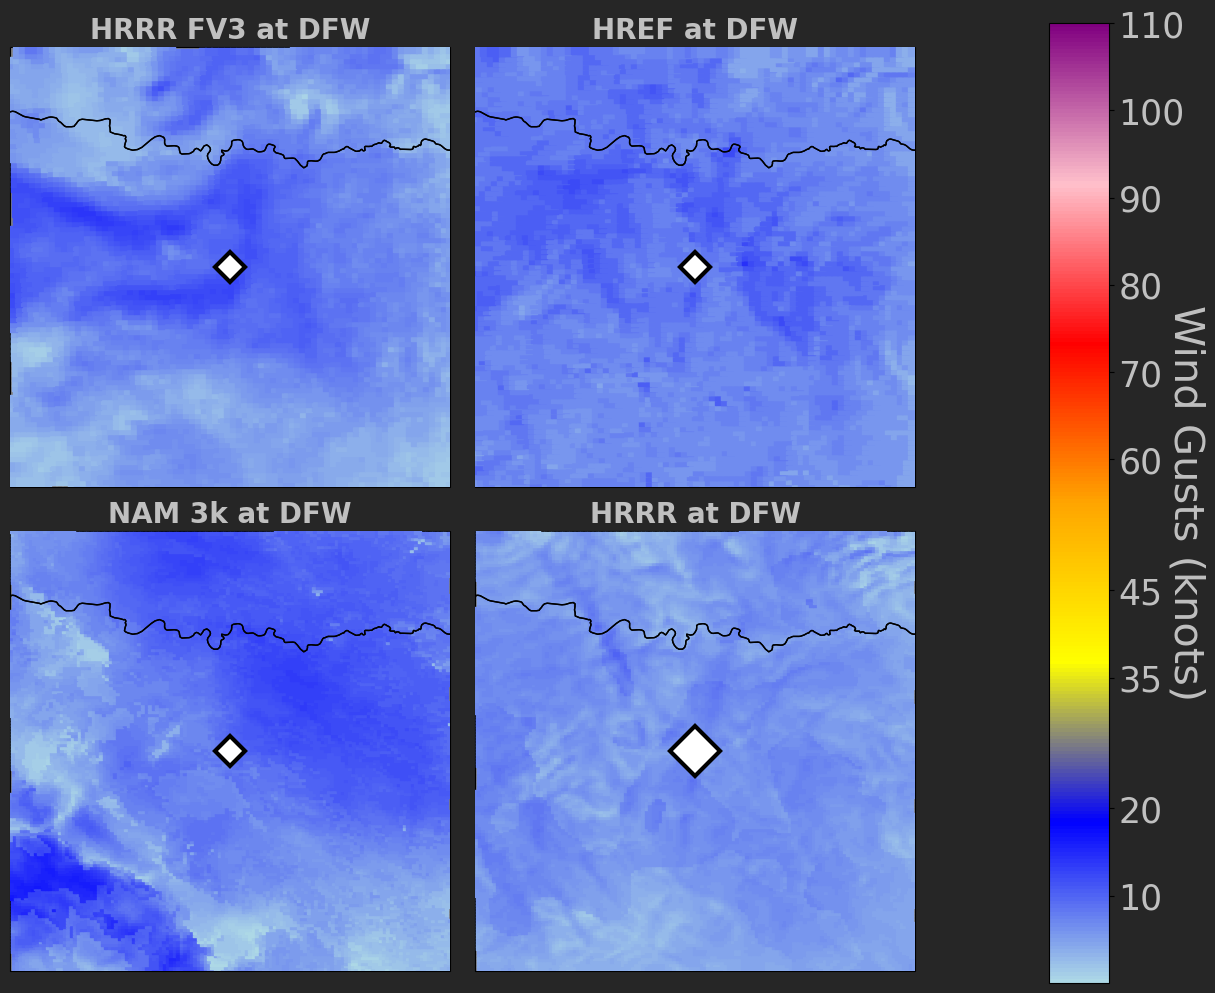 HRRR FV3 at DFW
HREF at DFW
NAM 3k at DFW
HRRR at DFW
110
100
90
80
70
60
45
35
20
10
Wind Gusts (knots)